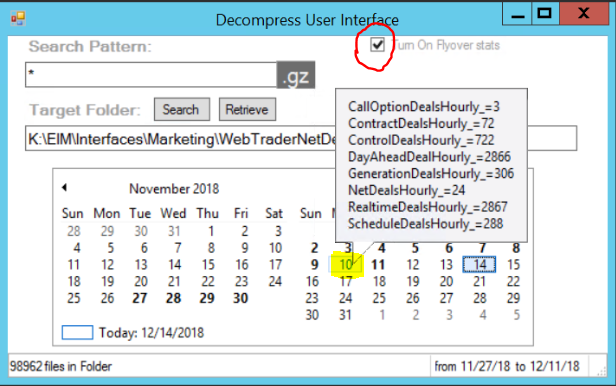 Decompress User Interface
Search Pattern:
Turn On Flyover stats
*
.gz
Target Folder: Search Retrieve
K:\EIM\Interfaces\Marketing\WebTraderNetDe
CallOptionDealsHourly_=3
ContractDealsHourly_=72
ControlDealsHourly_=722
DayAheadDealHourly_=2866
GenerationDealsHourly_=306
NetDealsHourly_=24
RealtimeDealsHourly_=2867
ScheduleDealsHourly_=288
November 2018
Sun Mon Tue Wed Thu Fri Sat
28 29 30 31 1 2 3
4 5 6 7 8 9 10
11 12 13 14 15 16 17
18 19 20 21 22 23 24
25 26 27 28 29 30
Sun
2 3 4 5 6 7 8
9 10 11 12 13 14 15
16 17 18 19 20 21 22
23 24 25 26 27 28 29
30 31 1 2 3 4 5
Today: 12/14/2018
98962 files in Folder
from 11/27/18 to 12/11/18